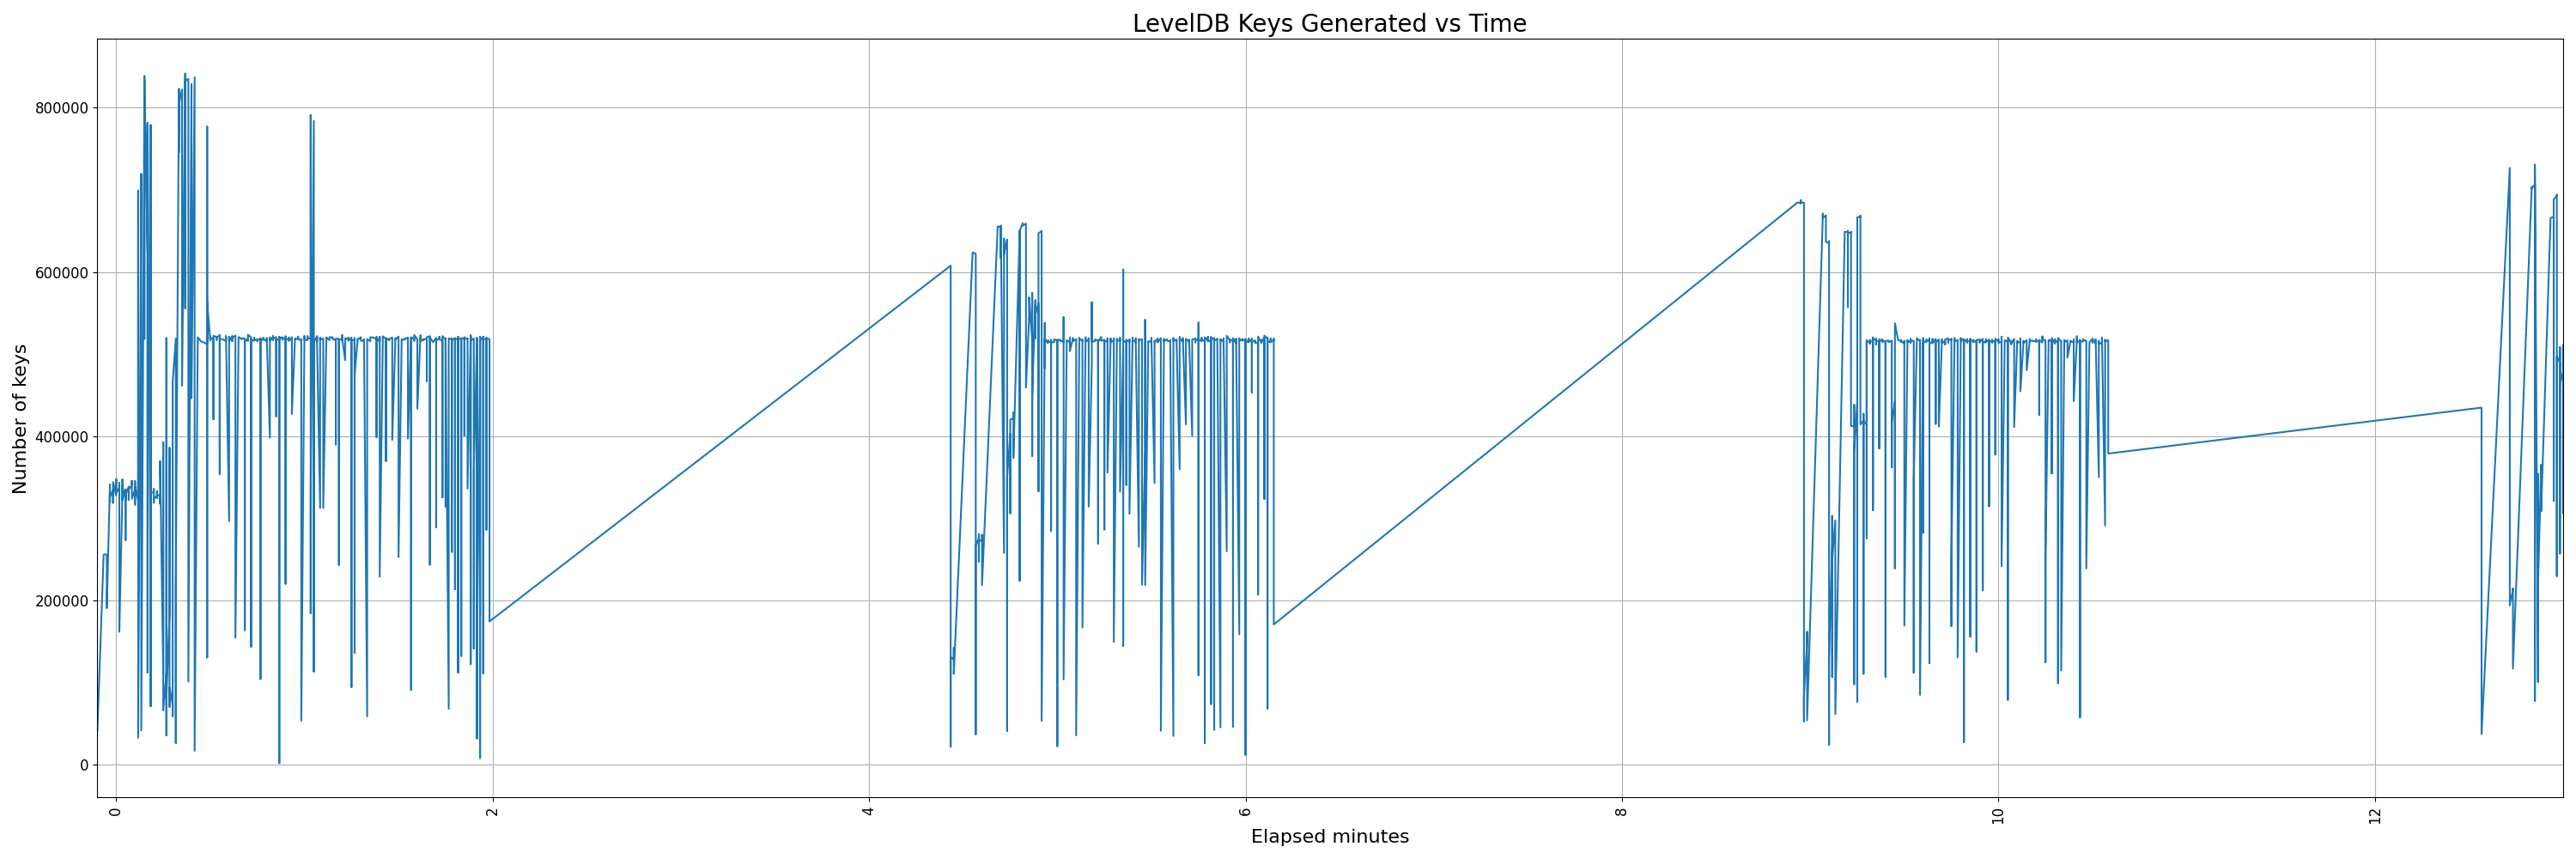 LevelDB Keys Generated vs Time
Number of keys
800000
600000
400000
200000
0
0 2 4 6 8 10 12
Elapsed minutes